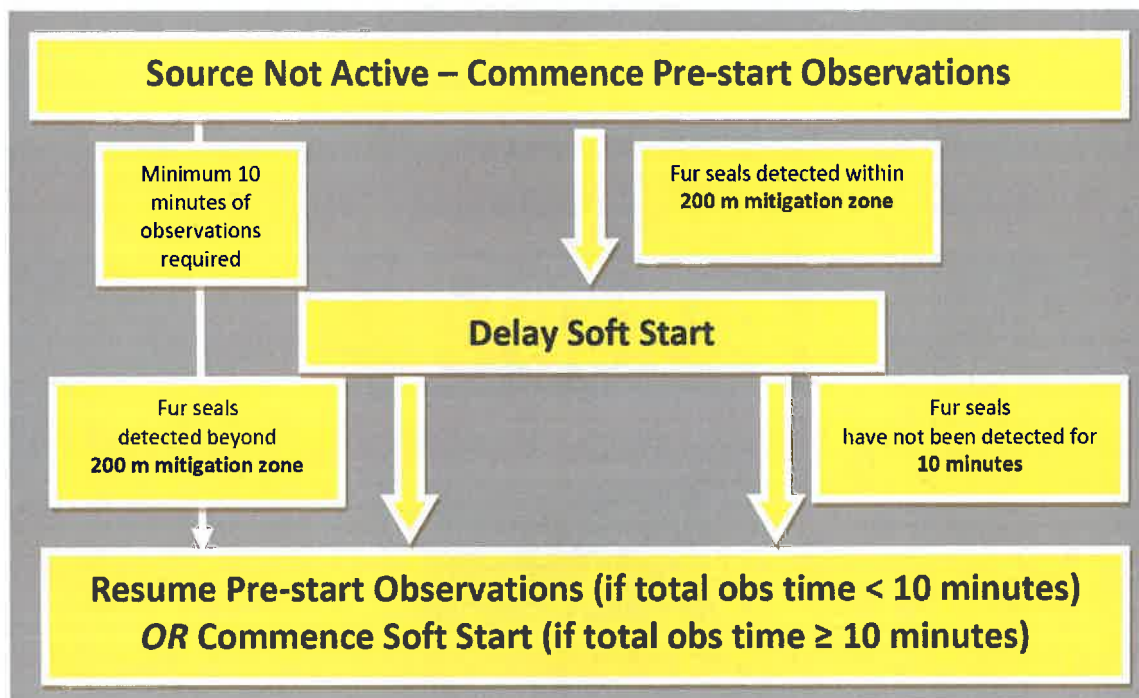 Source Not Active – Commence Pre-start Observations
Minimum 10
minutes of
observations
required
Fur seals detected within
200 m mitigation zone
Delay Soft Start
Fur seals
detected beyond
200 m mitigation zone
Fur seals
have not been detected for
10 minutes
Resume Pre-start Observations (if total obs time < 10 minutes)
OR Commence Soft Start (if total obs time ≥ 10 minutes)